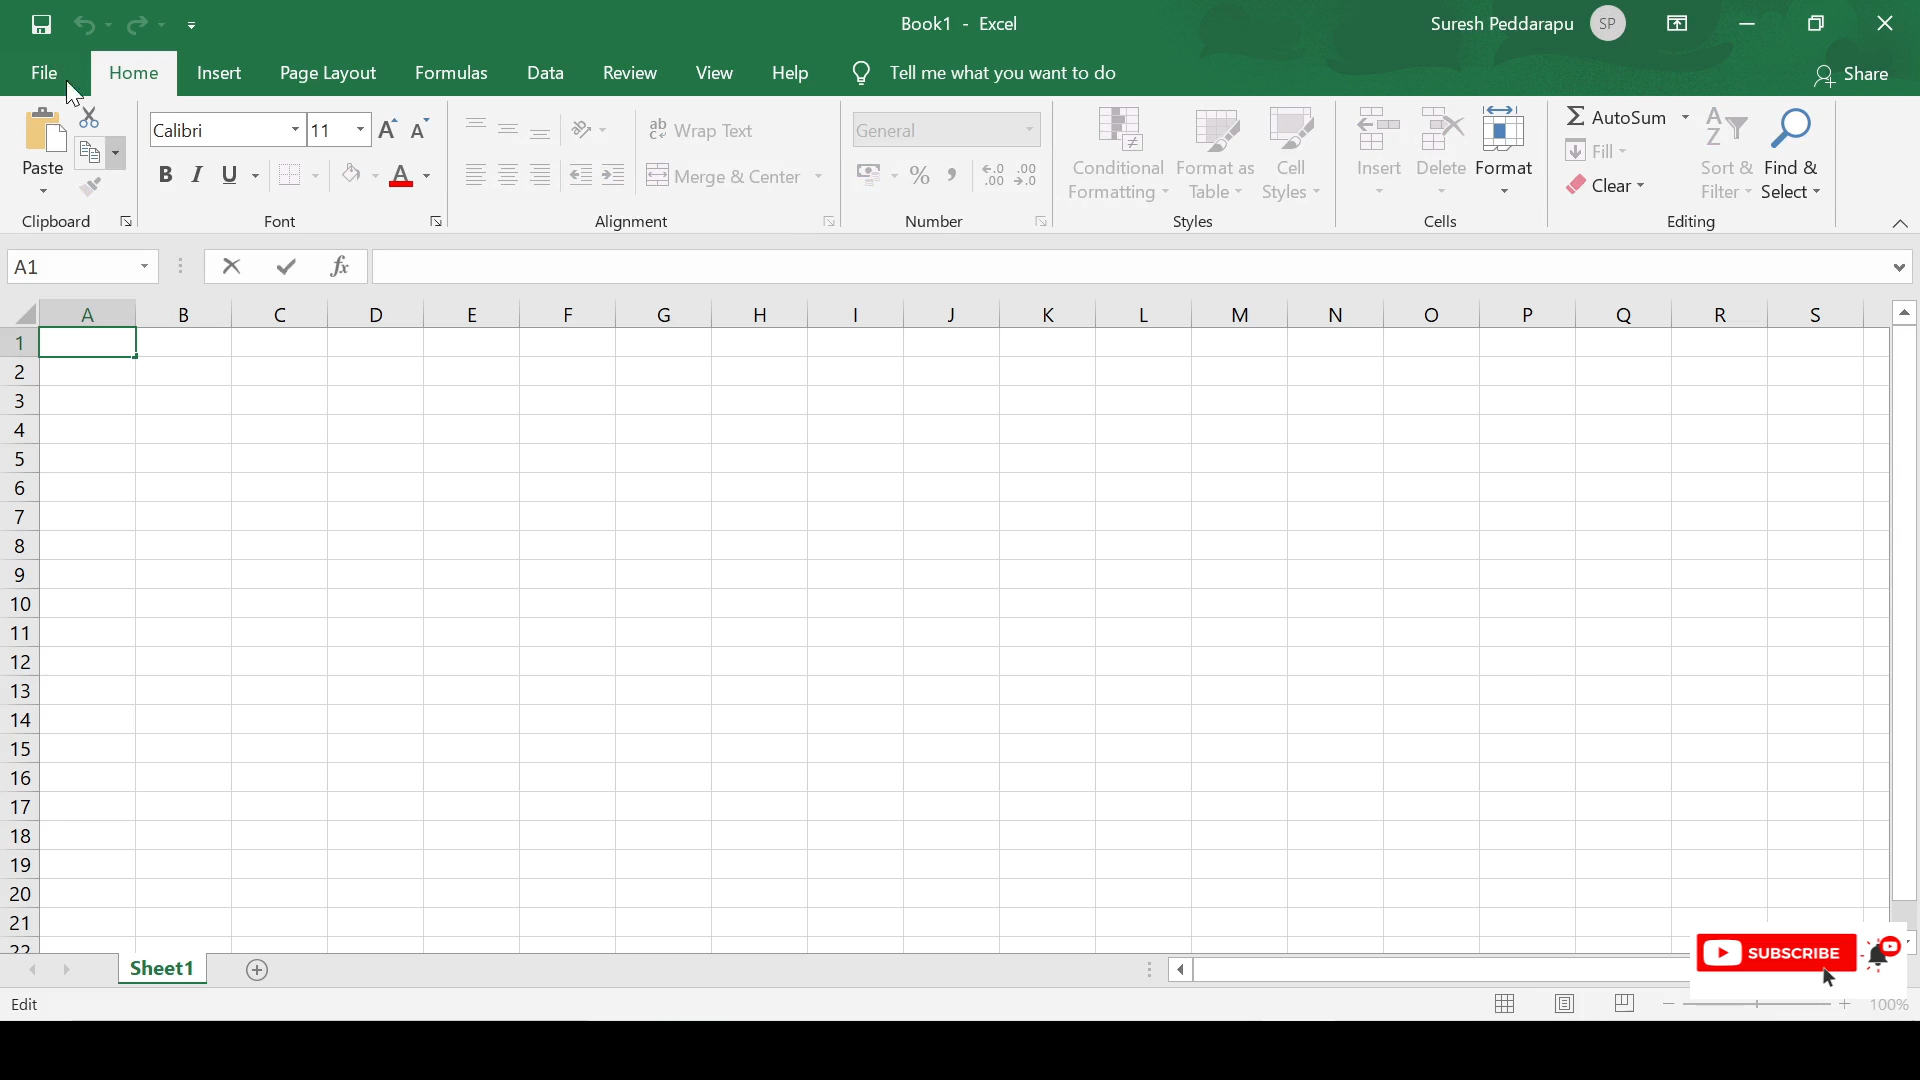 Book1 - Excel
Suresh Peddarapu SP
File Home Insert Page Layout Formulas Data Review View Help Tell me what you want to do Share
Paste
Clipboard
Calibri 11
B I U
Font
Wrap Text
Merge & Center
Alignment
General
Number
Conditional Formatting
Format as Table
Cell Styles
Styles
Insert Delete Format
Cells
AutoSum
Fill
Clear
Sort & Filter
Find & Select
Editing
A1 fx
A B C D E F G H I J K L M N O P Q R S
1
2
3
4
5
6
7
8
9
10
11
12
13
14
15
16
17
18
19
20
21
22
Sheet1
SUBSCRIBE
Edit
100%